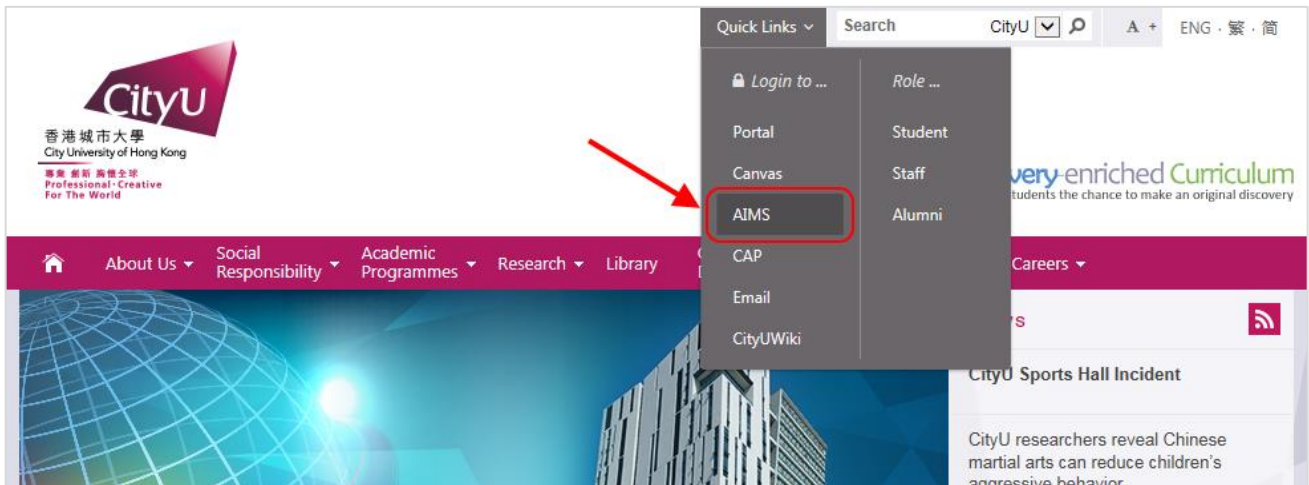 Quick Links
Search
CityU
A +
ENG · 繁 · 简
CityU
香港城市大學
City University of Hong Kong
專業 創新 胸懷全球
Professional·Creative
For The World
Login to ...
Role ...
Portal
Student
Canvas
Staff
AIMS
Alumni
CAP
Email
CityUWiki
very-enriched Curriculum
tudents the chance to make an original discovery
About Us
Social
Responsibility
Academic
Programmes
Research
Library
Careers
s
CityU Sports Hall Incident
CityU researchers reveal Chinese
martial arts can reduce children's
aggressive behavior